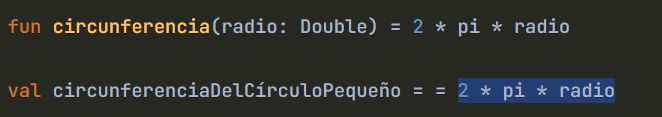 fun circunferencia(radio: Double) = 2 * pi * radio
val circunferenciaDelCírculoPequeño = = 2 * pi * radio